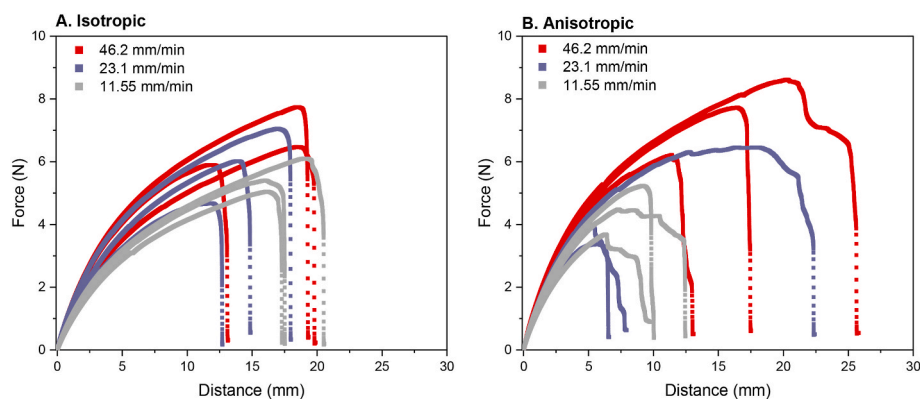 A. Isotropic
46.2 mm/min
23.1 mm/min
11.55 mm/min
Force (N)
10
8
6
4
2
0
0 5 10 15 20 25 30
Distance (mm)
B. Anisotropic
46.2 mm/min
23.1 mm/min
11.55 mm/min
Force (N)
10
8
6
4
2
0
0 5 10 15 20 25 30
Distance (mm)